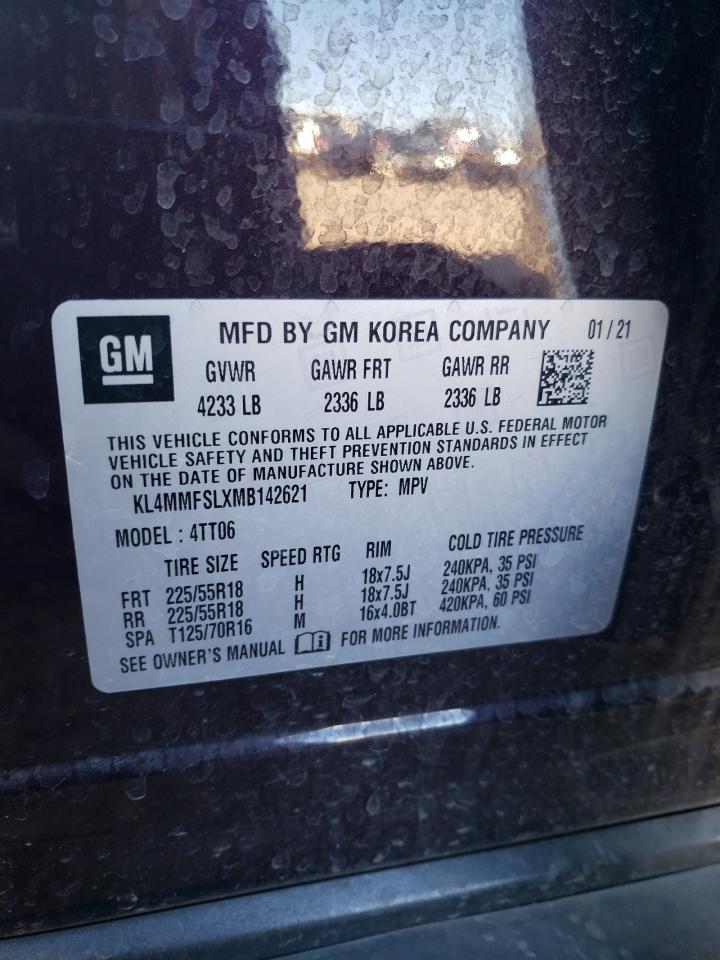 GM
MFD BY GM KOREA COMPANY 01/21
GVWR GAWR FRT GAWR RR
4233 LB 2336 LB 2336 LB
THIS VEHICLE CONFORMS TO ALL APPLICABLE U.S. FEDERAL MOTOR
VEHICLE SAFETY AND THEFT PREVENTION STANDARDS IN EFFECT
ON THE DATE OF MANUFACTURE SHOWN ABOVE.
KL4MMFSLXMB142621 TYPE: MPV
MODEL : 4TT06
TIRE SIZE SPEED RTG RIM COLD TIRE PRESSURE
FRT 225/55R18 H 18x7.5J 240KPA, 35 PSI
RR 225/55R18 H 18x7.5J 240KPA, 35 PSI
SPA T125/70R16 M 16x4.0BT 420KPA, 60 PSI
SEE OWNER'S MANUAL FOR MORE INFORMATION.